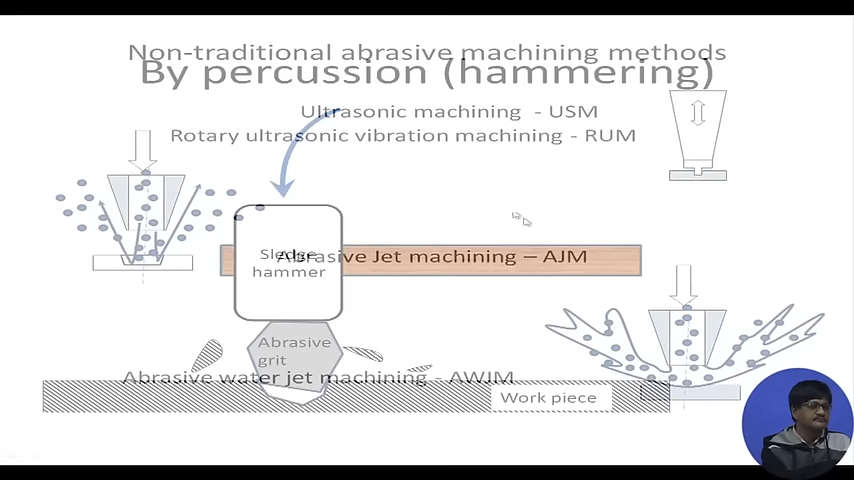 Non-traditional abrasive machining methods
By percussion (hammering)
Ultrasonic machining - USM
Rotary ultrasonic vibration machining - RUM
Sledge
hammer
Abrasive Jet machining – AJM
Abrasive
grit
Abrasive water jet machining - AWJM
Work piece